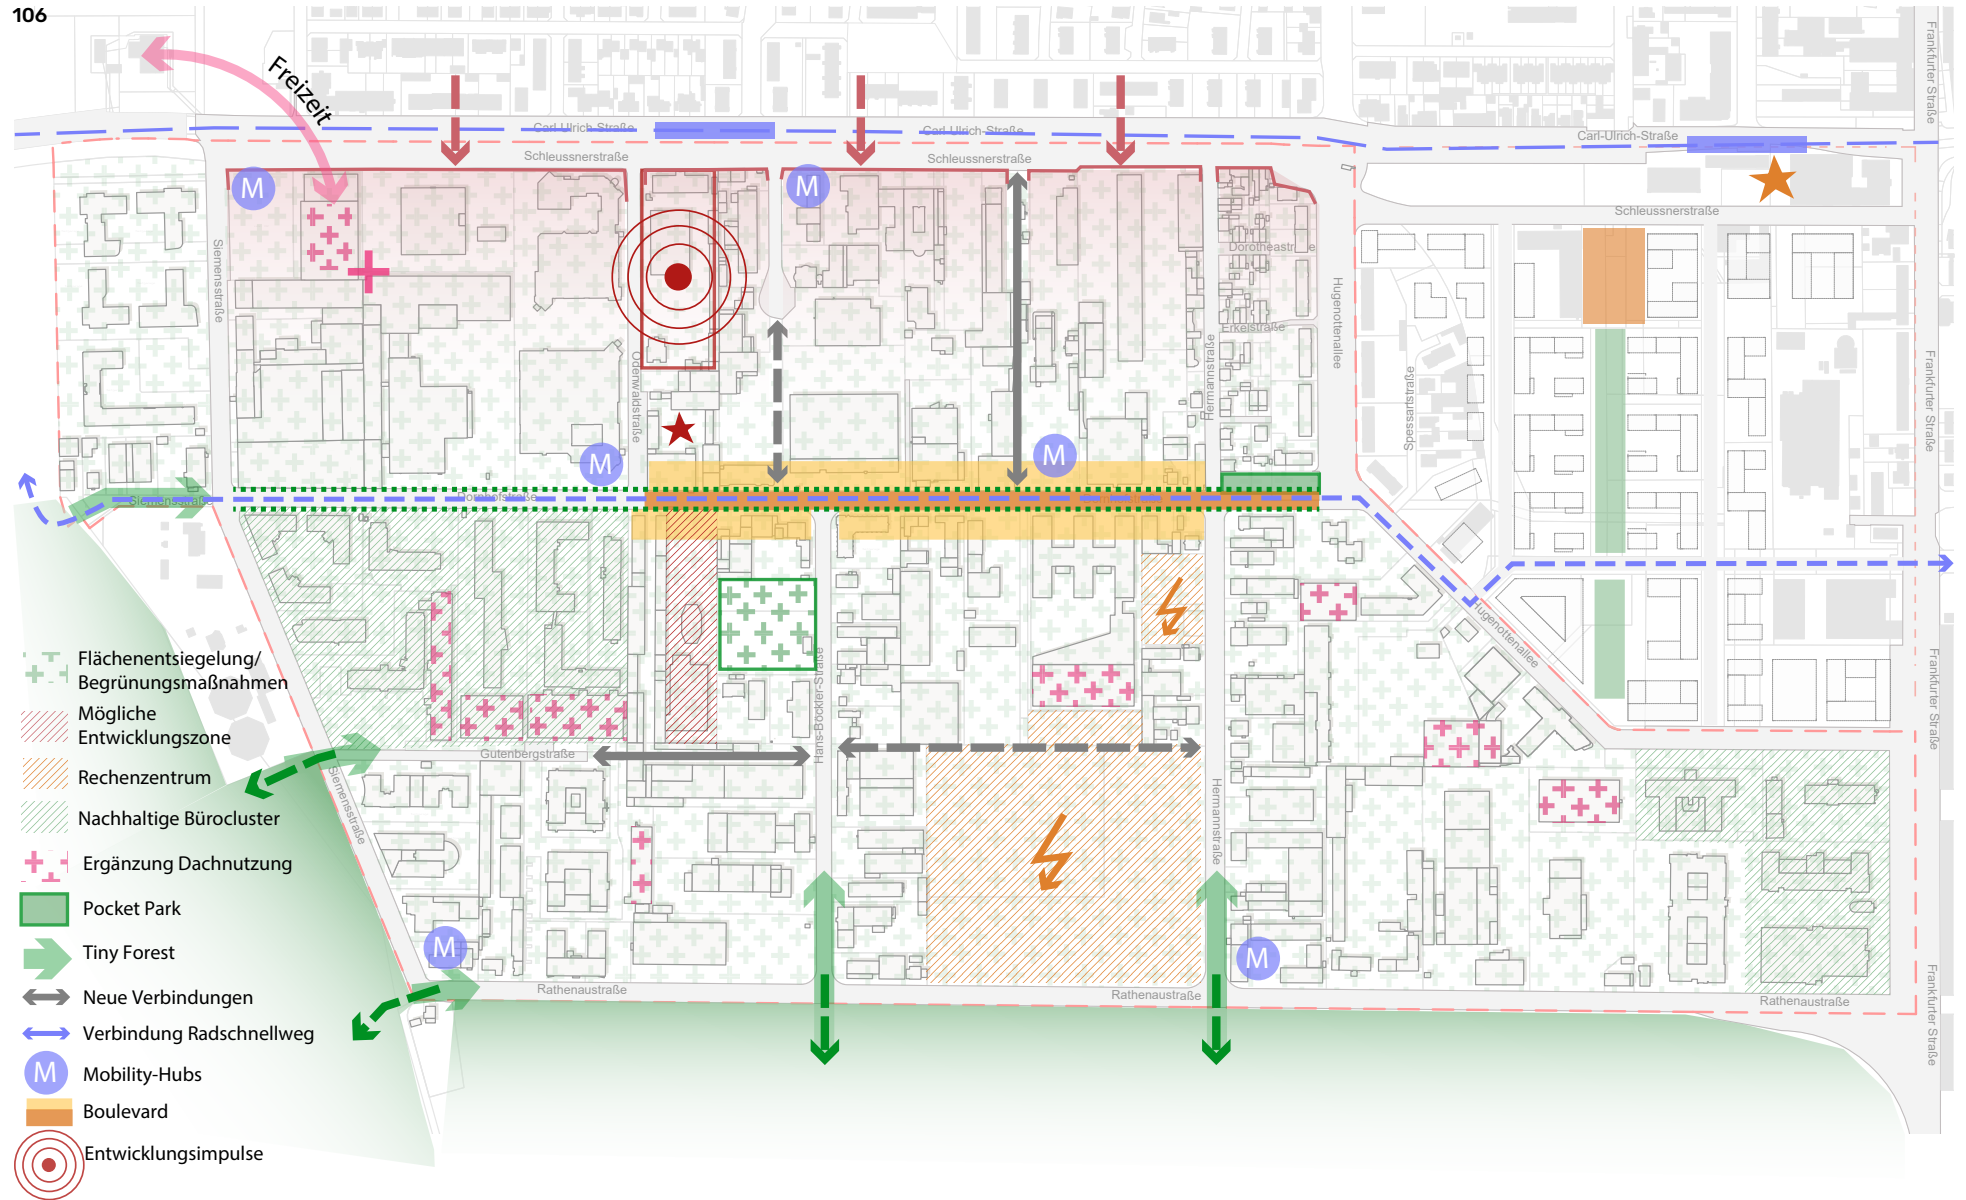 106
Freizeit
Frankfurter Straße
Carl-Ulrich-Straße
Carl-Ulrich-Straße
Carl-Ulrich-Straße
Schleussnerstraße
Schleussnerstraße
M
M
Schleussnerstraße
Siemensstraße
Dorotheastraße
Hugenottenallee
Erkelstraße
Odenwaldstraße
Hermannstraße
Spessartstraße
Frankfurter Straße
M
M
Siemensstraße
Dornhofstraße
Hugenottenallee
Hans-Böckler-Straße
Frankfurter Straße
Gutenbergstraße
Siemensstraße
Hermannstraße
M
M
Rathenaustraße
Rathenaustraße
Rathenaustraße
Frankfurter Straße
Flächenentsiegelung/
Begrünungsmaßnahmen
Mögliche
Entwicklungszone
Rechenzentrum
Nachhaltige Bürocluster
Ergänzung Dachnutzung
Pocket Park
Tiny Forest
Neue Verbindungen
Verbindung Radschnellweg
M
Mobility-Hubs
Boulevard
Entwicklungsimpulse